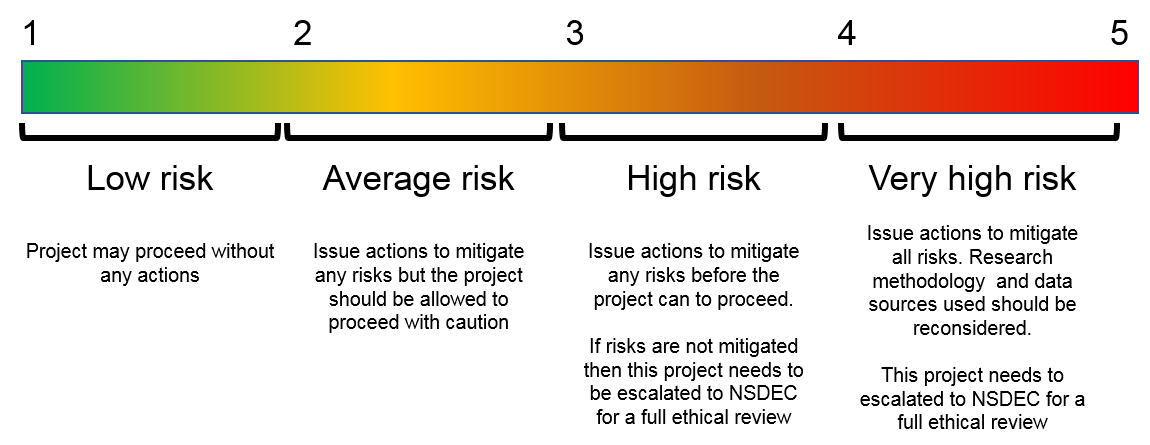 1 2 3 4 5
Low risk
Project may proceed without
any actions
Average risk
Issue actions to mitigate
any risks but the project
should be allowed to
proceed with caution
High risk
Issue actions to mitigate
any risks before the
project can to proceed.
If risks are not mitigated
then this project needs to
be escalated to NSDEC
for a full ethical review
Very high risk
Issue actions to mitigate
all risks. Research
methodology and data
sources used should be
reconsidered.
This project needs to
escalated to NSDEC for a
full ethical review